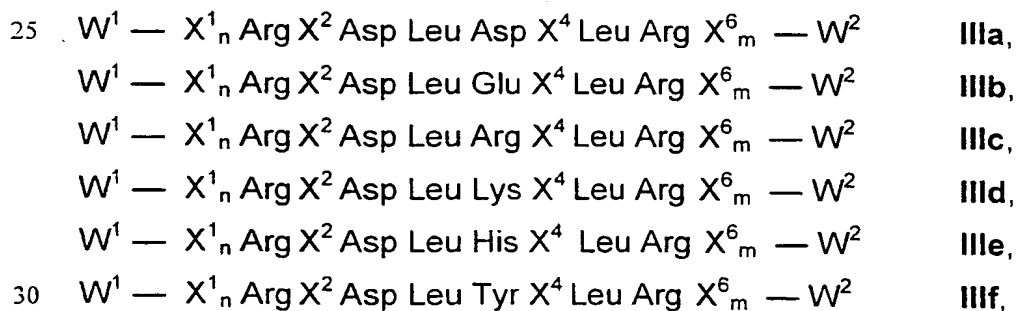 25 W¹ — X¹ₙ Arg X² Asp Leu Asp X⁴ Leu Arg X⁶ₘ — W² IIIa,
W¹ — X¹ₙ Arg X² Asp Leu Glu X⁴ Leu Arg X⁶ₘ — W² IIIb,
W¹ — X¹ₙ Arg X² Asp Leu Arg X⁴ Leu Arg X⁶ₘ — W² IIIc,
W¹ — X¹ₙ Arg X² Asp Leu Lys X⁴ Leu Arg X⁶ₘ — W² IIId,
W¹ — X¹ₙ Arg X² Asp Leu His X⁴ Leu Arg X⁶ₘ — W² IIIe,
30 W¹ — X¹ₙ Arg X² Asp Leu Tyr X⁴ Leu Arg X⁶ₘ — W² IIIf,